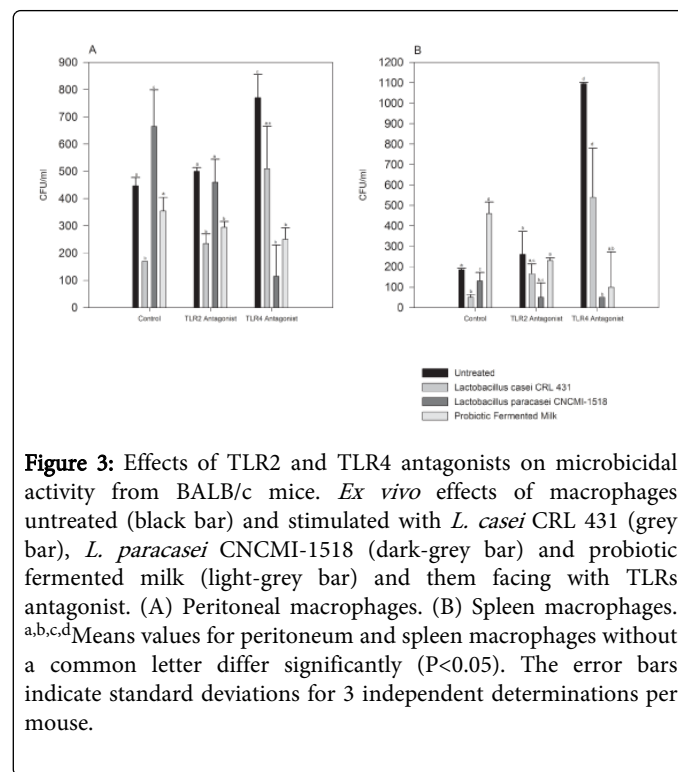 A
B
900
800
700
600
500
400
300
200
100
0
CFU/ml
Control
TLR2 Antagonist
TLR4 Antagonist
1200
1100
1000
900
800
700
600
500
400
300
200
100
0
CFU/ml
Control
TLR2 Antagonist
TLR4 Antagonist
Untreated
Lactobacillus casei CRL 431
Lactobacillus paracasei CNCMI-1518
Probiotic Fermented Milk
Figure 3: Effects of TLR2 and TLR4 antagonists on microbicidal
activity from BALB/c mice. Ex vivo effects of macrophages
untreated (black bar) and stimulated with L. casei CRL 431 (grey
bar), L. paracasei CNCMI-1518 (dark-grey bar) and probiotic
fermented milk (light-grey bar) and them facing with TLRs
antagonist. (A) Peritoneal macrophages. (B) Spleen macrophages.
a,b,c,dMeans values for peritoneum and spleen macrophages without
a common letter differ significantly (P<0.05). The error bars
indicate standard deviations for 3 independent determinations per
mouse.